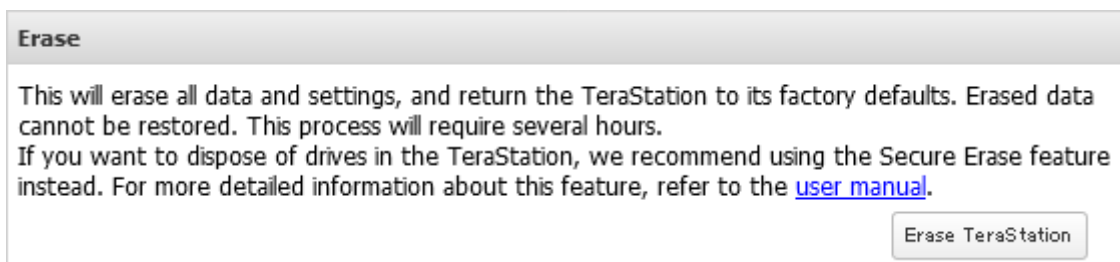 Erase
This will erase all data and settings, and return the TeraStation to its factory defaults. Erased data
cannot be restored. This process will require several hours.
If you want to dispose of drives in the TeraStation, we recommend using the Secure Erase feature
instead. For more detailed information about this feature, refer to the user manual.
Erase TeraStation